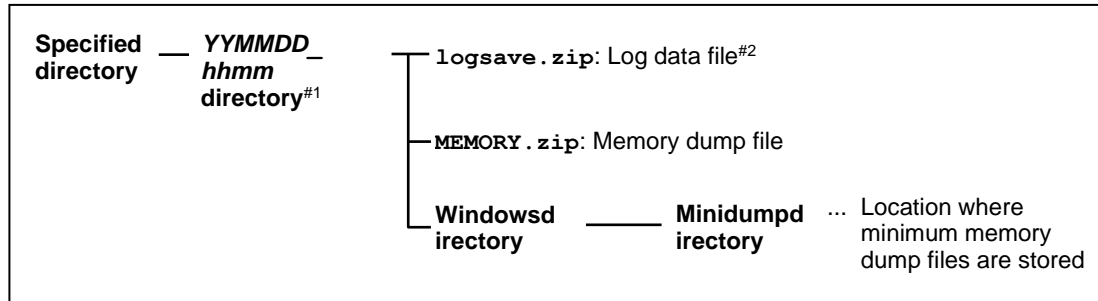 Specified
directory
YYMMDD_
hhmm
directory#1
logsave.zip: Log data file#2
MEMORY.zip: Memory dump file
Windowsd
irectory
Minidumpd
irectory
... Location where
minimum memory
dump files are stored